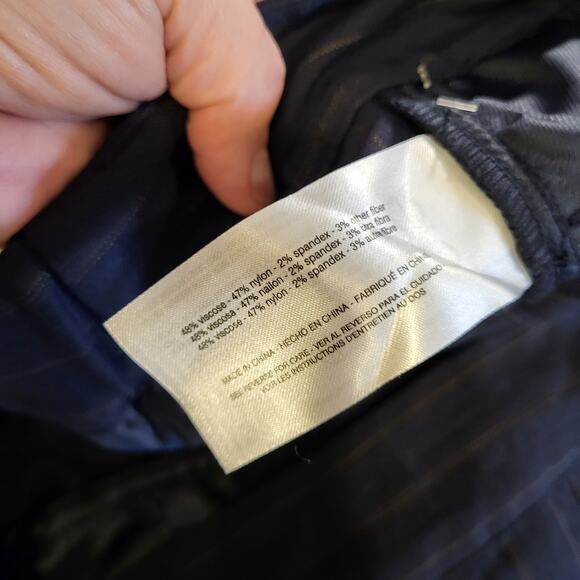 48% viscose - 47% nylon - 2% spandex - 3% other fiber
48% viscosa - 47% nailon - 2% spandex - 3% otra fibra
48% viscose - 47% nylon - 2% spandex - 3% autre fibre
MADE IN CHINA - HECHO EN CHINA - FABRIQUÉ EN CHINE
SEE REVERSE FOR CARE - VER AL REVERSO PARA EL CUIDADO
VOIR LES INSTRUCTIONS D'ENTRETIEN AU DOS